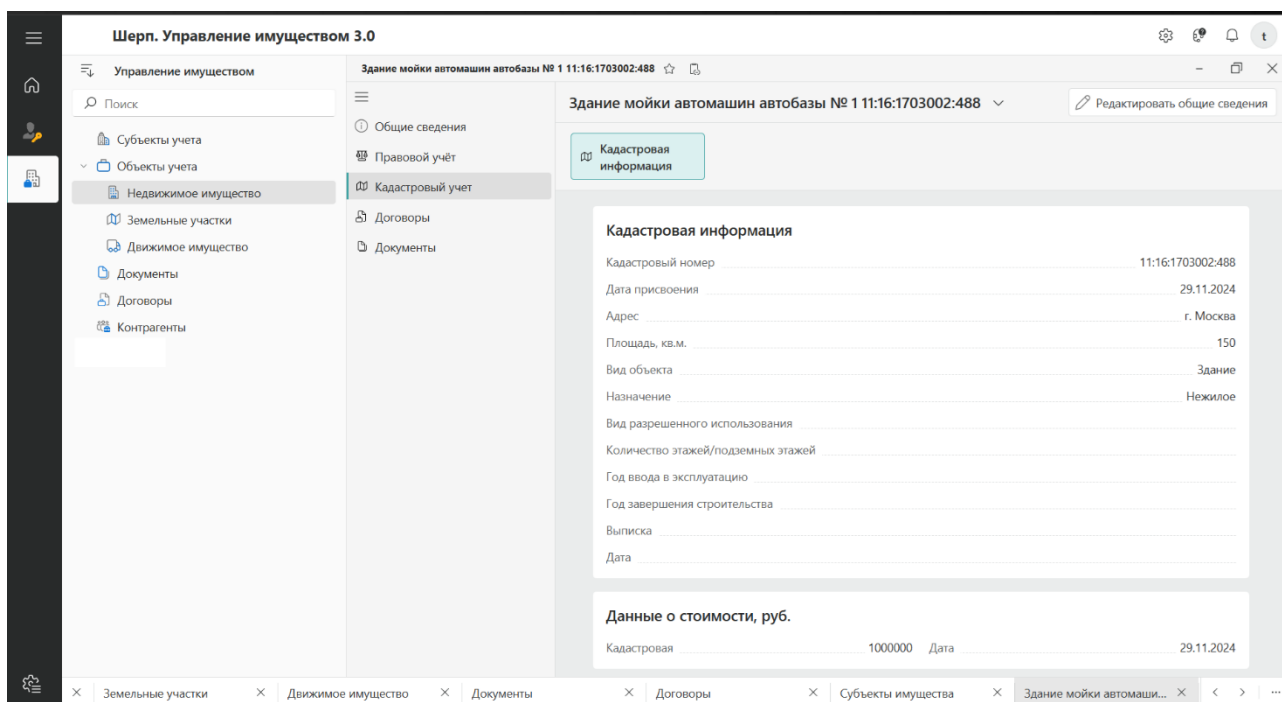 Шерп. Управление имуществом 3.0
t
Управление имуществом
Поиск
Субъекты учета
Объекты учета
Недвижимое имущество
Земельные участки
Движимое имущество
Документы
Договоры
Контрагенты
Здание мойки автомашин автобазы № 1 11:16:1703002:488
Общие сведения
Правовой учёт
Кадастровый учет
Договоры
Документы
Здание мойки автомашин автобазы № 1 11:16:1703002:488
Редактировать общие сведения
Кадастровая
информация
Кадастровая информация
Кадастровый номер 11:16:1703002:488
Дата присвоения 29.11.2024
Адрес г. Москва
Площадь, кв.м. 150
Вид объекта Здание
Назначение Нежилое
Вид разрешенного использования
Количество этажей/подземных этажей
Год ввода в эксплуатацию
Год завершения строительства
Выписка
Дата
Данные о стоимости, руб.
Кадастровая 1000000 Дата 29.11.2024
Земельные участки Движимое имущество Документы Договоры Субъекты имущества Здание мойки автомаши...